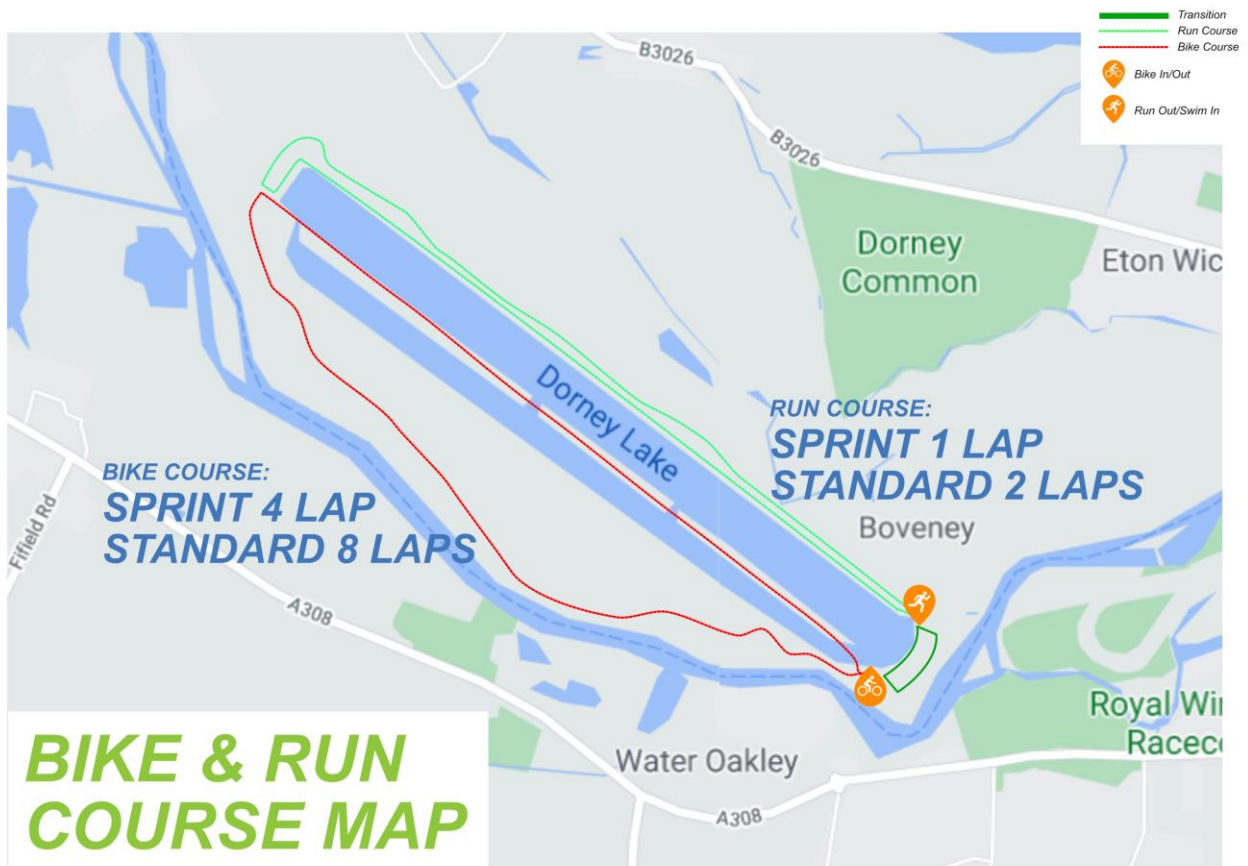 Transition
Run Course
Bike Course
Bike In/Out
Run Out/Swim In
B3026
B3026
Dorney
Common
Eton Wic
Dorney Lake
RUN COURSE:
SPRINT 1 LAP
STANDARD 2 LAPS
BIKE COURSE:
SPRINT 4 LAP
STANDARD 8 LAPS
Boveney
Fifield Rd
A308
Royal Wi
Racec
Water Oakley
A308
BIKE & RUN
COURSE MAP